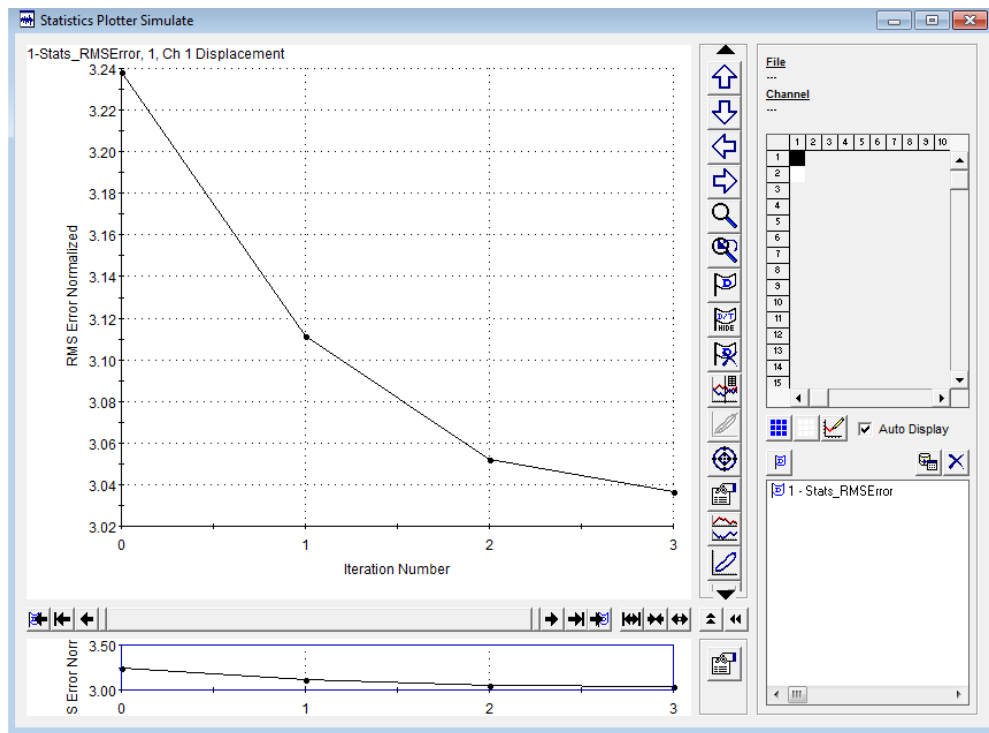 Statistics Plotter Simulate
1-Stats_RMSError, 1, Ch 1 Displacement
3.24
3.22
3.20
3.18
3.16
3.14
3.12
3.10
3.08
3.06
3.04
3.02
RMS Error Normalized
0 1 2 3
Iteration Number
D/T
HIDE
File
---
Channel
---
1 2 3 4 5 6 7 8 9 10
1
2
3
4
5
6
7
8
9
10
11
12
13
14
15
Auto Display
1 - Stats_RMSError
3.50
3.00
S Error Norr
0 1 2 3